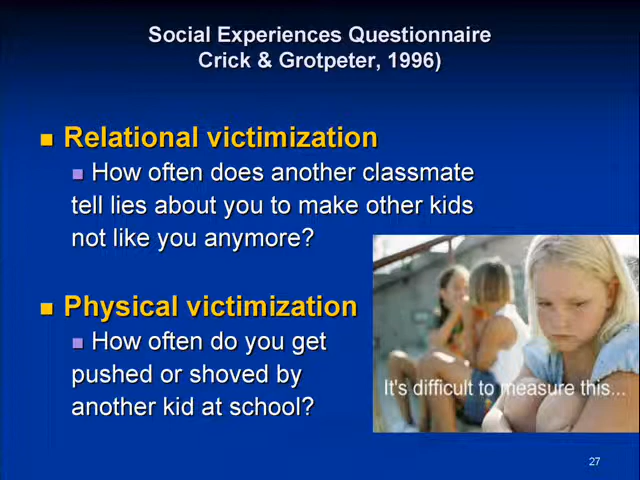 Social Experiences Questionnaire
Crick & Grotpeter, 1996)
Relational victimization
How often does another classmate
tell lies about you to make other kids
not like you anymore?
Physical victimization
How often do you get
pushed or shoved by
another kid at school?
It's difficult to measure this...
27